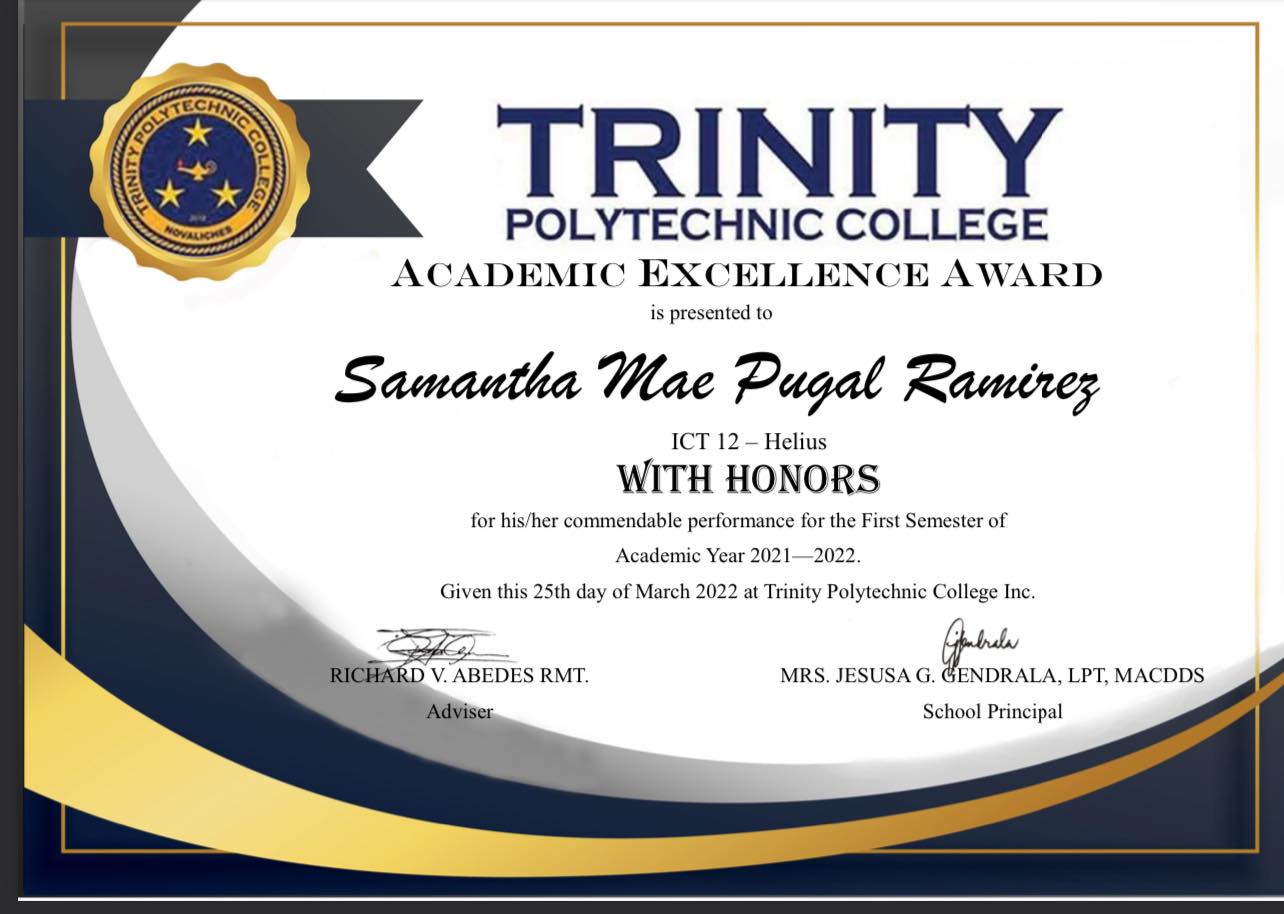 TRINITY POLYTECHNIC COLLEGE
2019
NOVALICHES
TRINITY
POLYTECHNIC COLLEGE
ACADEMIC EXCELLENCE AWARD
is presented to
Samantha Mae Pugal Ramirez
ICT 12 – Helius
WITH HONORS
for his/her commendable performance for the First Semester of
Academic Year 2021—2022.
Given this 25th day of March 2022 at Trinity Polytechnic College Inc.
RICHARD V. ABEDES RMT.
MRS. JESUSA G. GENDRALA, LPT, MACDDS
Adviser
School Principal